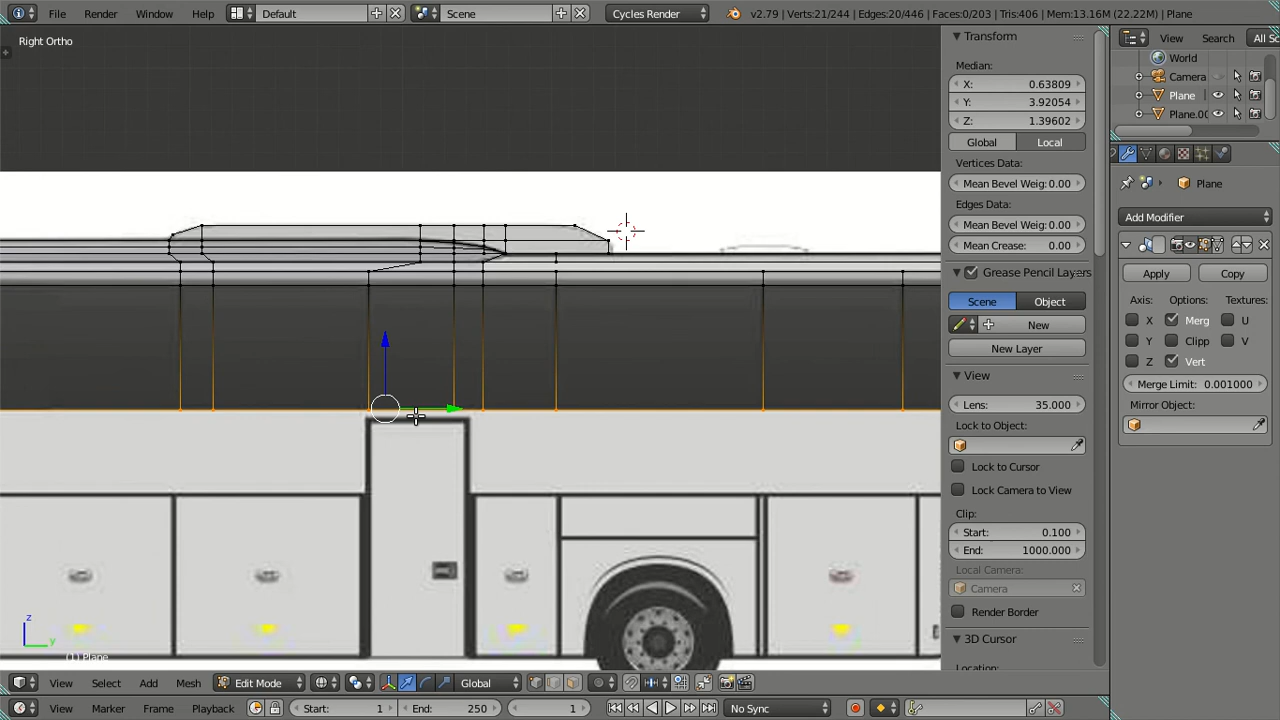 File Render Window Help Default Scene Cycles Render v2.79 | Verts:21/244 | Edges:20/446 | Faces:0/203 | Tris:406 | Mem:13.16M (22.22M) | Plane
Right Ortho
Transform
Median:
X: 0.63809
Y: 3.92054
Z: 1.39602
Global Local
Vertices Data:
Mean Bevel Weig: 0.00
Edges Data:
Mean Bevel Weig: 0.00
Mean Crease: 0.00
Grease Pencil Layers
Scene Object
New
New Layer
View
Lens: 35.000
Lock to Object:
Lock to Cursor
Lock Camera to View
Clip:
Start: 0.100
End: 1000.000
Local Camera:
Camera
Render Border
3D Cursor
Location:
View Search All Sc
World
Camera
Plane
Plane.00
Plane
Add Modifier
Apply Copy
Axis: Options: Textures:
X Merg U
Y Clipp V
Z Vert
Merge Limit: 0.001000
Mirror Object:
z
y
(1) Plane
View Select Add Mesh Edit Mode Global
View Marker Frame Playback Start: 1 End: 250 1 No Sync